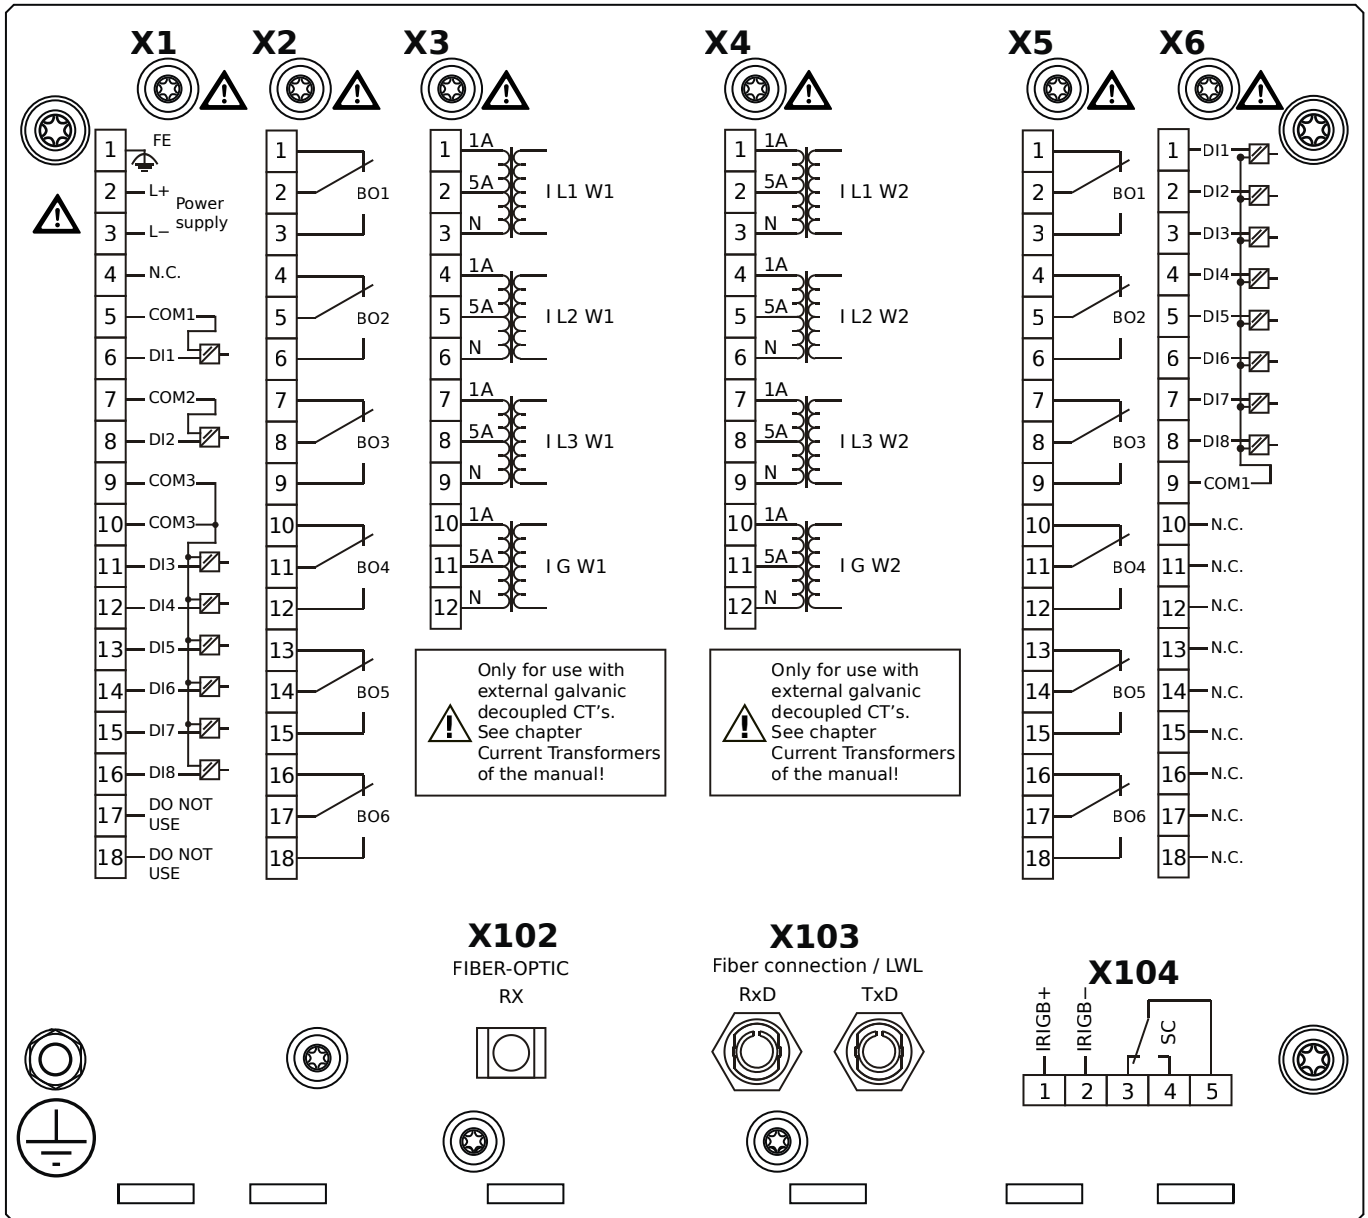 X1
X2
X3
X4
X5
X6
1 FE
2 L+
Power
supply
3 L−
4 N.C.
5 COM1
6 DI1
7 COM2
8 DI2
9 COM3
10 COM3
11 DI3
12 DI4
13 DI5
14 DI6
15 DI7
16 DI8
17 DO NOT
USE
18 DO NOT
USE
1
2 BO1
3
4
5 BO2
6
7
8 BO3
9
10
11 BO4
12
13
14 BO5
15
16
17 BO6
18
1 1A
2 5A I L1 W1
3 N
4 1A
5 5A I L2 W1
6 N
7 1A
8 5A I L3 W1
9 N
10 1A
11 5A I G W1
12 N
Only for use with
external galvanic
decoupled CT's.
See chapter
Current Transformers
of the manual!
1 1A
2 5A I L1 W2
3 N
4 1A
5 5A I L2 W2
6 N
7 1A
8 5A I L3 W2
9 N
10 1A
11 5A I G W2
12 N
Only for use with
external galvanic
decoupled CT's.
See chapter
Current Transformers
of the manual!
1
2 BO1
3
4
5 BO2
6
7
8 BO3
9
10
11 BO4
12
13
14 BO5
15
16
17 BO6
18
1 DI1
2 DI2
3 DI3
4 DI4
5 DI5
6 DI6
7 DI7
8 DI8
9 COM1
10 N.C.
11 N.C.
12 N.C.
13 N.C.
14 N.C.
15 N.C.
16 N.C.
17 N.C.
18 N.C.
X102
FIBER-OPTIC
RX
X103
Fiber connection / LWL
RxD TxD
X104
IRIGB+
IRIGB−
SC
1 2 3 4 5